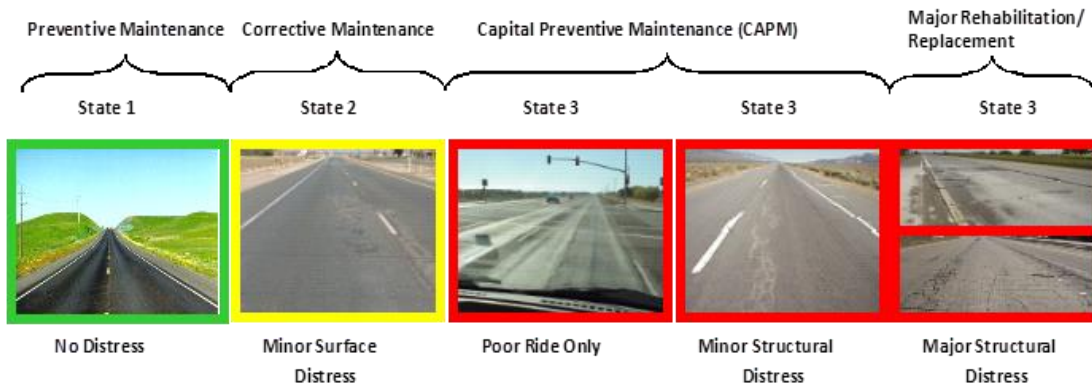 Preventive Maintenance
Corrective Maintenance
Capital Preventive Maintenance (CAPM)
Major Rehabilitation/
Replacement
State 1
State 2
State 3
State 3
State 3
No Distress
Minor Surface
Distress
Poor Ride Only
Minor Structural
Distress
Major Structural
Distress